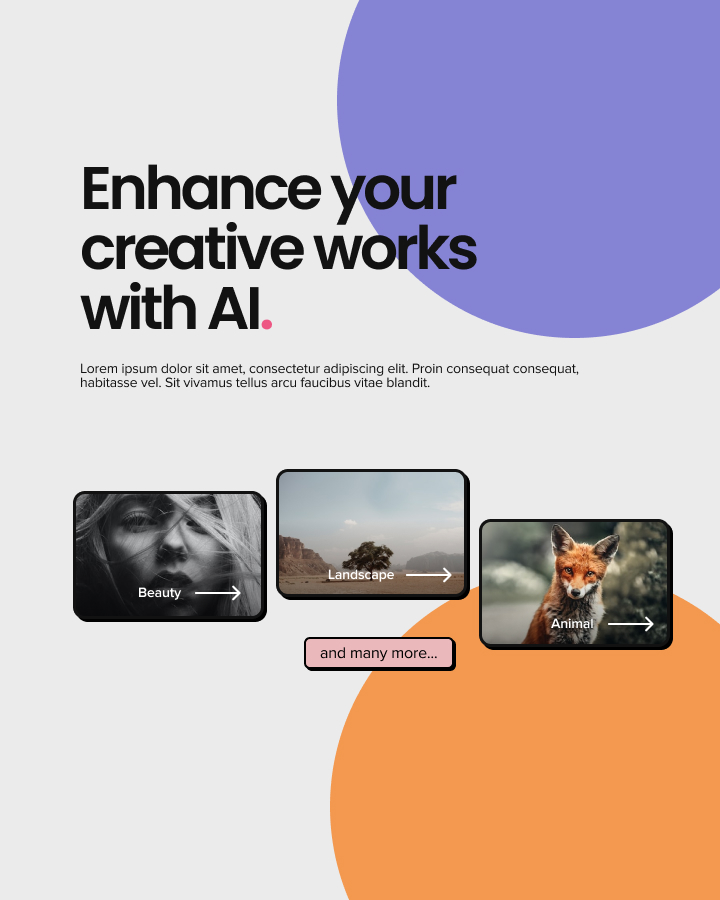 Enhance your
creative works
with AI.
Lorem ipsum dolor sit amet, consectetur adipiscing elit. Proin consequat consequat,
habitasse vel. Sit vivamus tellus arcu faucibus vitae blandit.
Beauty
Landscape
Animal
and many more...